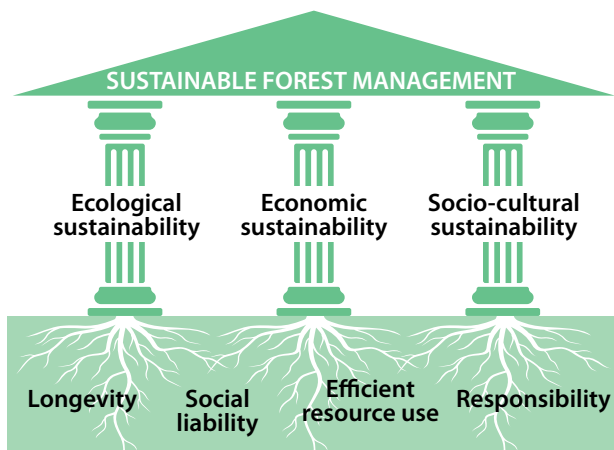 SUSTAINABLE FOREST MANAGEMENT
Ecological
sustainability
Economic
sustainability
Socio-cultural
sustainability
Longevity
Social
liability
Efficient
resource use
Responsibility